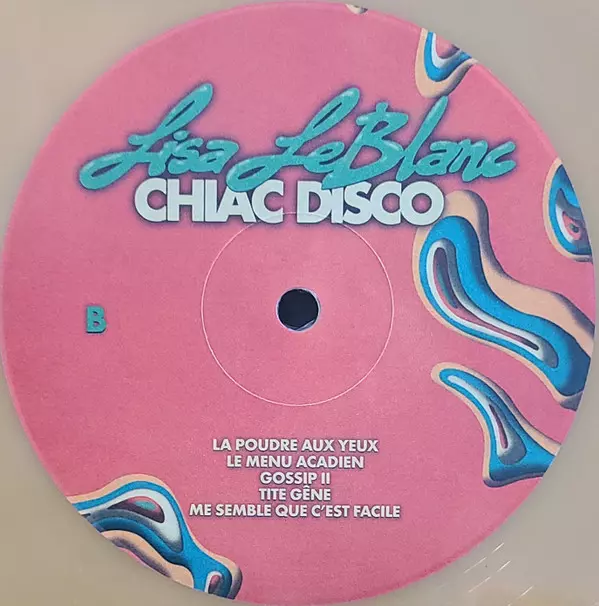 Lisa LeBlanc
CHIAC DISCO
B
LA POUDRE AUX YEUX
LE MENU ACADIEN
GOSSIP II
TITE GÊNE
ME SEMBLE QUE C'EST FACILE